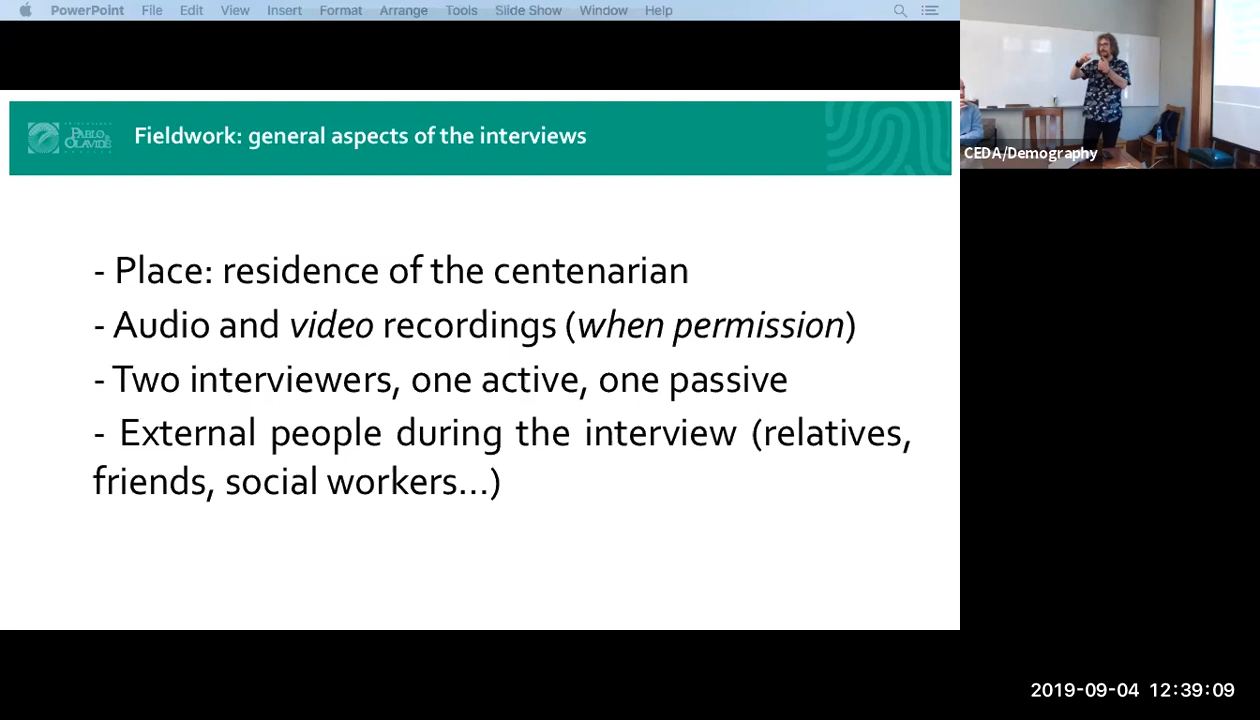 PowerPoint File Edit View Insert Format Arrange Tools Slide Show Window Help
PABLO OLAVIDE
Fieldwork: general aspects of the interviews
CEDA/Demography
- Place: residence of the centenarian
- Audio and video recordings (when permission)
- Two interviewers, one active, one passive
- External people during the interview (relatives,
friends, social workers...)
2019-09-04 12:39:09